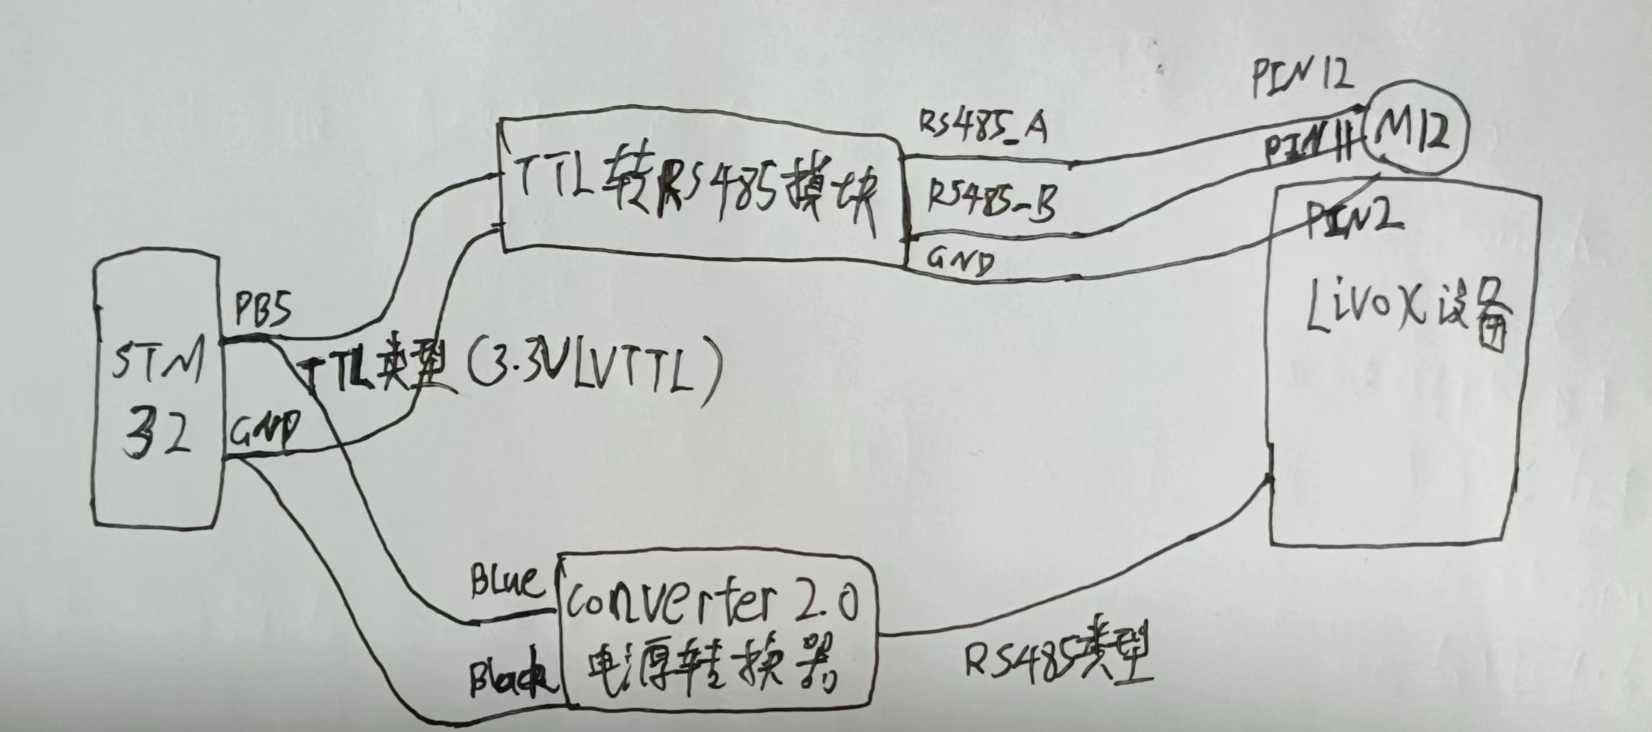 PIN12
RS485_A
M12
PIN11
TTL转RS485模块
RS485-B
PIN2
GND
Livox设备
PB5
STM
32
TTL类型(3.3VLVTTL)
GND
Blue
converter 2.0
电源转换器
Black
RS485类型